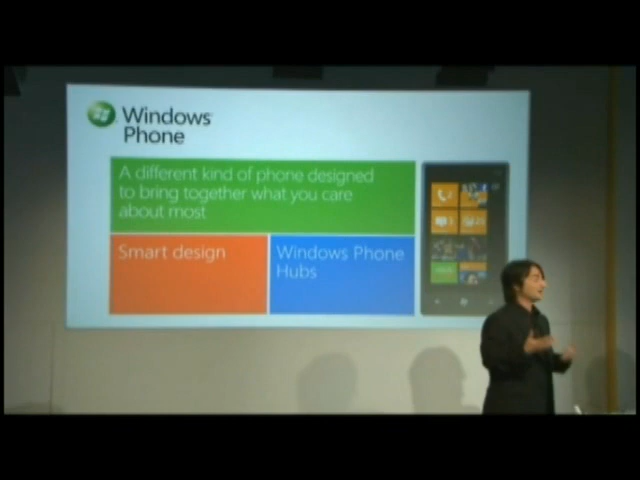 Windows
Phone
A different kind of phone designed
to bring together what you care
about most
Smart design
Windows Phone
Hubs